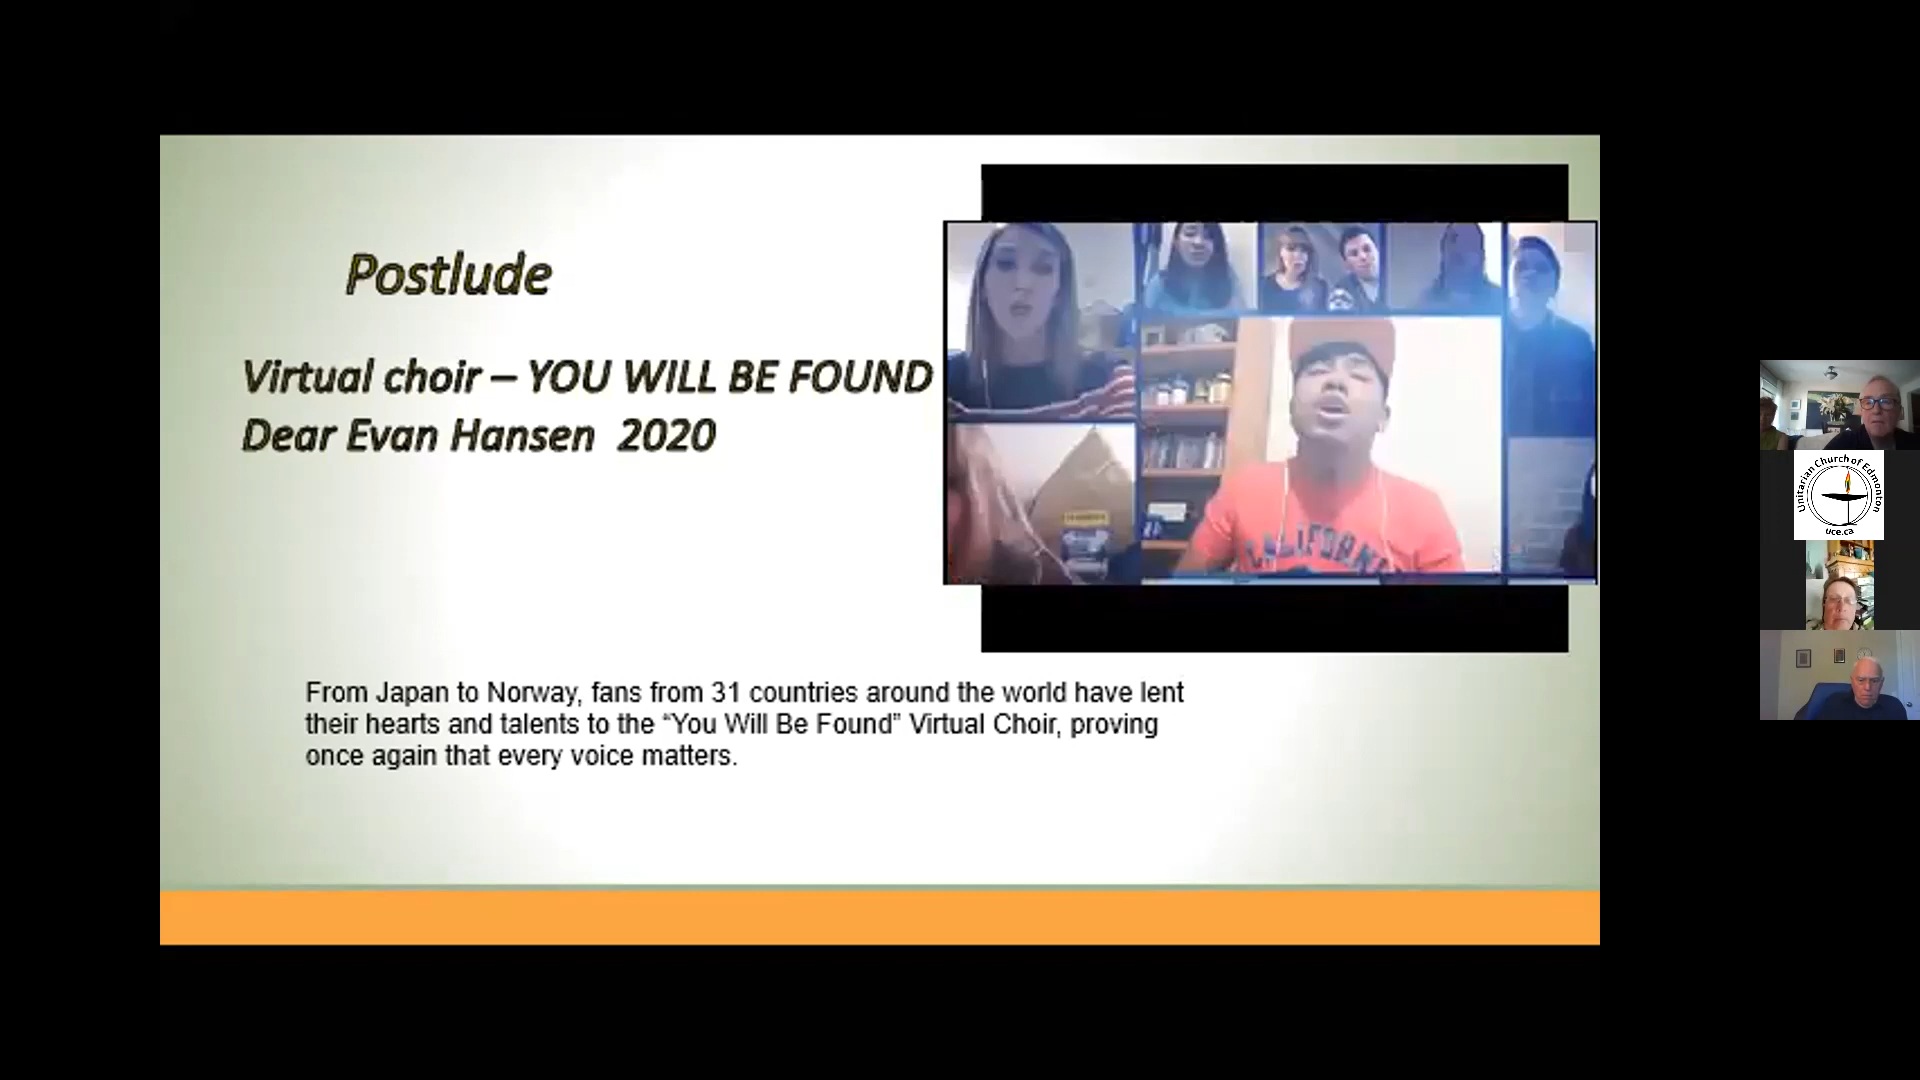 Postlude
Virtual choir – YOU WILL BE FOUND
Dear Evan Hansen 2020
CALIFORNI
From Japan to Norway, fans from 31 countries around the world have lent
their hearts and talents to the “You Will Be Found” Virtual Choir, proving
once again that every voice matters.
Unitarian Church of Edmonton
uce.ca